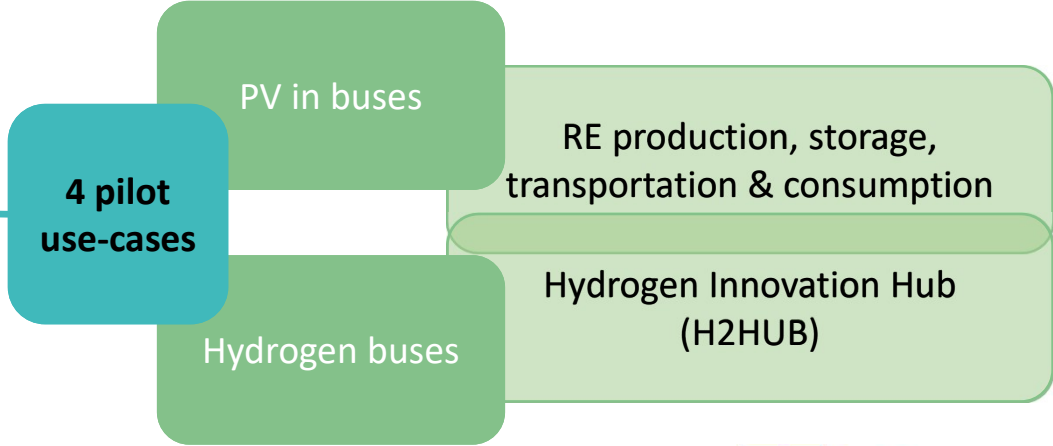 4 pilot
use-cases
PV in buses
Hydrogen buses
RE production, storage,
transportation & consumption
Hydrogen Innovation Hub
(H2HUB)